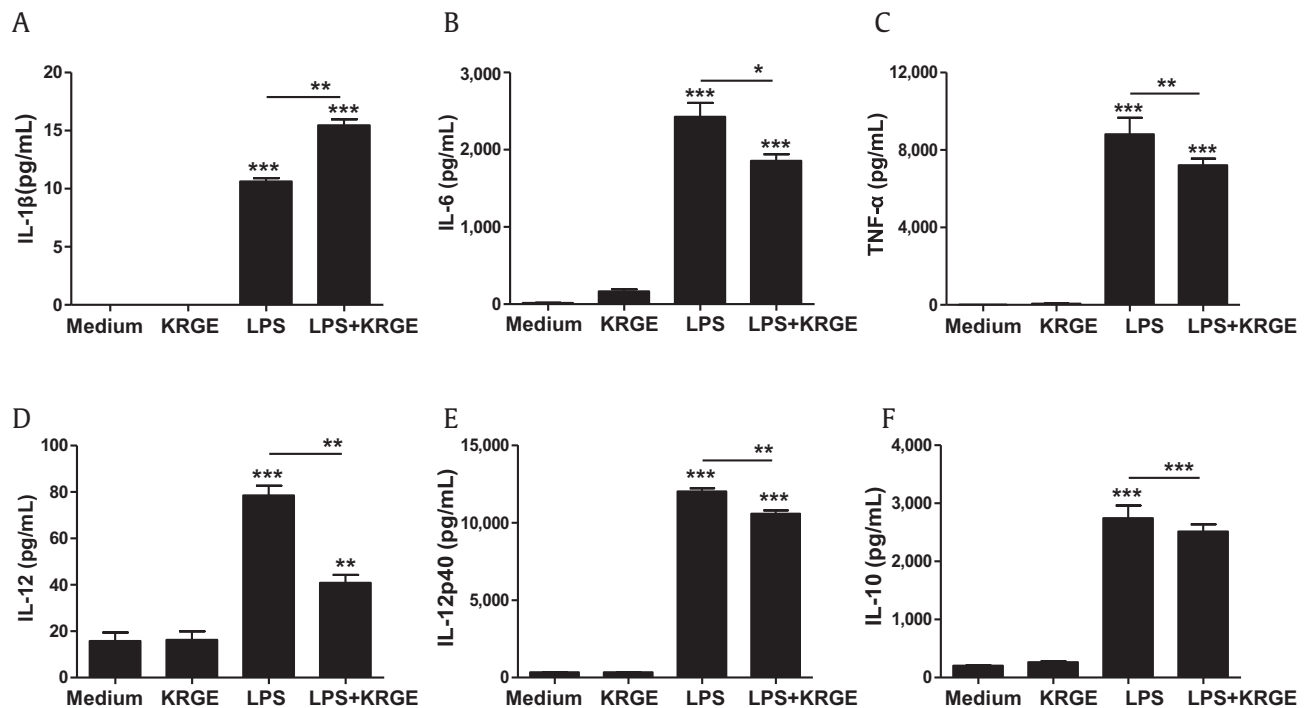 A
IL-1β(pg/mL)
20
15
10
5
0
**
***
***
Medium KRGE LPS LPS+KRGE
B
IL-6 (pg/mL)
3,000
2,000
1,000
0
*
***
***
Medium KRGE LPS LPS+KRGE
C
TNF-α (pg/mL)
12,000
8,000
4,000
0
**
***
***
Medium KRGE LPS LPS+KRGE
D
IL-12 (pg/mL)
100
80
60
40
20
0
**
***
**
Medium KRGE LPS LPS+KRGE
E
IL-12p40 (pg/mL)
15,000
10,000
5,000
0
**
***
***
Medium KRGE LPS LPS+KRGE
F
IL-10 (pg/mL)
4,000
3,000
2,000
1,000
0
***
***
Medium KRGE LPS LPS+KRGE